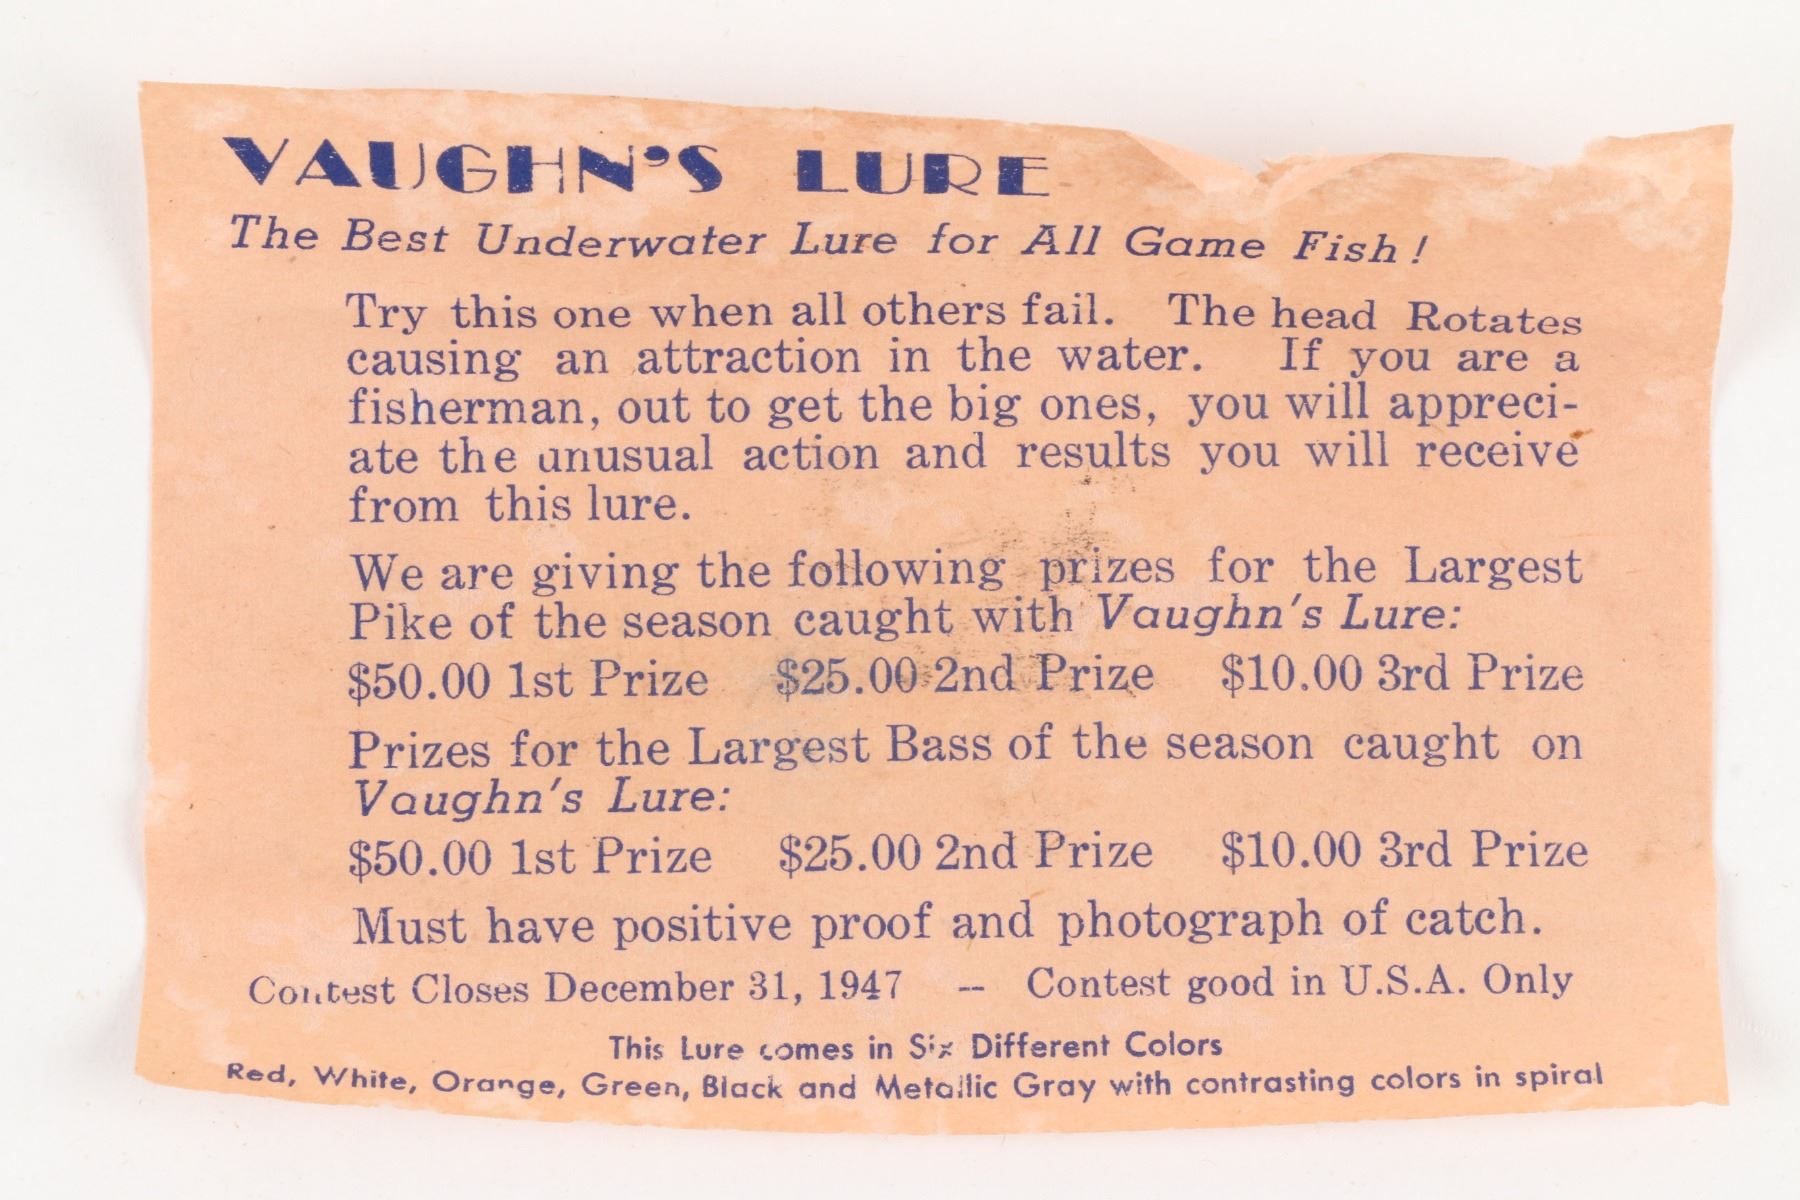 VAUGHN'S LURE
The Best Underwater Lure for All Game Fish!
Try this one when all others fail. The head Rotates
causing an attraction in the water. If you are a
fisherman, out to get the big ones, you will appreci-
ate the unusual action and results you will receive
from this lure.
We are giving the following prizes for the Largest
Pike of the season caught with Vaughn's Lure:
$50.00 1st Prize $25.00 2nd Prize $10.00 3rd Prize
Prizes for the Largest Bass of the season caught on
Vaughn's Lure:
$50.00 1st Prize $25.00 2nd Prize $10.00 3rd Prize
Must have positive proof and photograph of catch.
Contest Closes December 31, 1947 -- Contest good in U.S.A. Only
This Lure comes in Six Different Colors
Red, White, Orange, Green, Black and Metallic Gray with contrasting colors in spiral